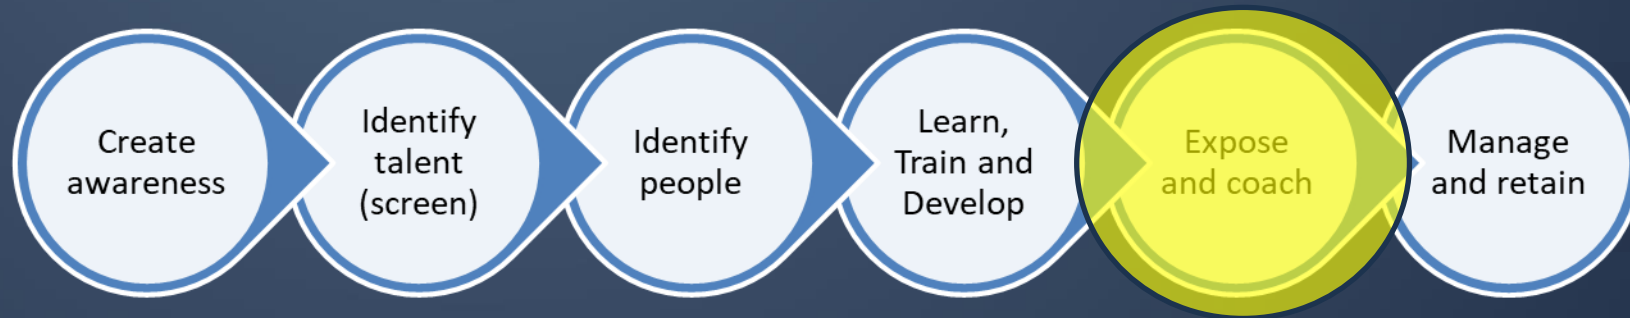 Create
awareness
Identify
talent
(screen)
Identify
people
Learn,
Train and
Develop
Expose
and coach
Manage
and retain